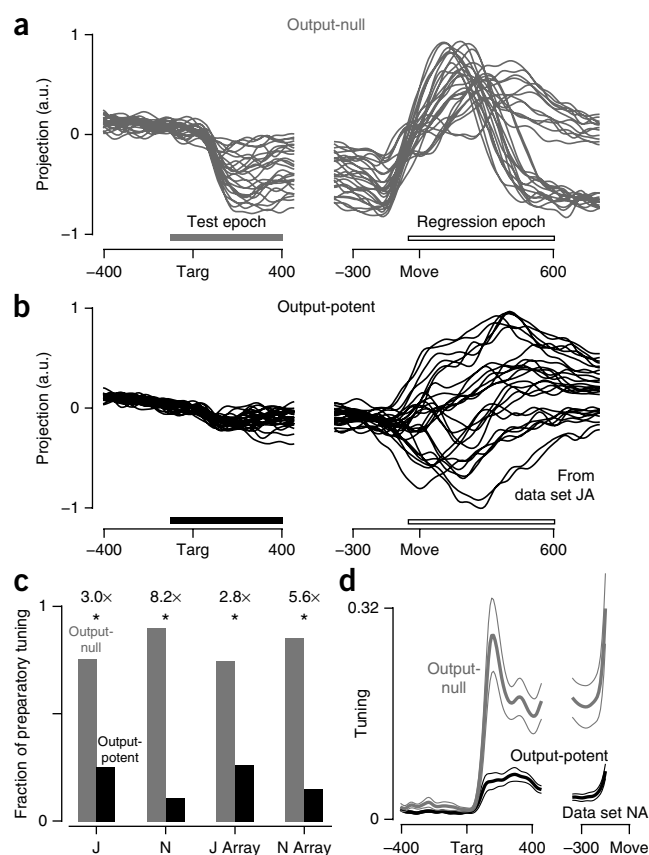 a
Output-null
1
0
−1
Projection (a.u.)
Test epoch
Regression epoch
−400
Targ
400
−300
Move
600
b
Output-potent
1
0
−1
Projection (a.u.)
From
data set JA
−400
Targ
400
−300
Move
600
c
3.0×
8.2×
2.8×
5.6×
*
*
*
*
1
0
Fraction of preparatory tuning
Output-
null
Output-
potent
J
N
J Array
N Array
d
0.32
0
Tuning
Output-
null
Output-potent
Data set NA
−400
Targ
400
−300
Move